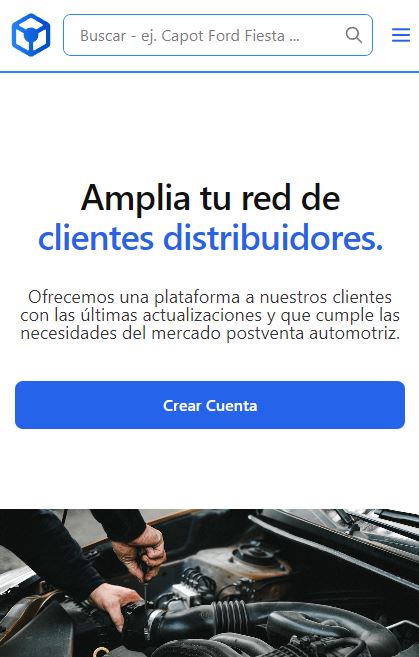 Buscar - ej. Capot Ford Fiesta ...
Amplia tu red de
clientes distribuidores.
Ofrecemos una plataforma a nuestros clientes
con las últimas actualizaciones y que cumple las
necesidades del mercado postventa automotriz.
Crear Cuenta